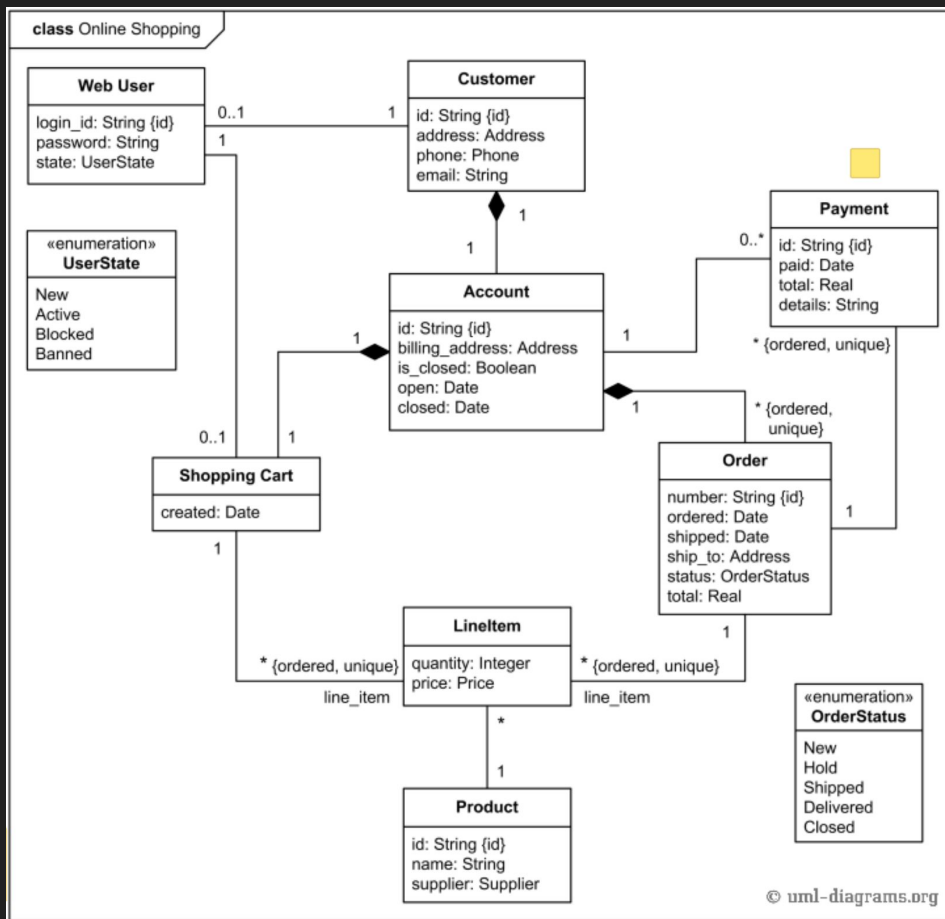 class Online Shopping
Web User
login_id: String {id}
password: String
state: UserState
0..1
1
1
Customer
id: String {id}
address: Address
phone: Phone
email: String
1
1
«enumeration»
UserState
New
Active
Blocked
Banned
Payment
id: String {id}
paid: Date
total: Real
details: String
0..*
* {ordered, unique}
Account
id: String {id}
billing_address: Address
is_closed: Boolean
open: Date
closed: Date
1
1
1
* {ordered,
unique}
0..1
1
Shopping Cart
created: Date
1
Order
number: String {id}
ordered: Date
shipped: Date
ship_to: Address
status: OrderStatus
total: Real
1
1
LineItem
quantity: Integer
price: Price
* {ordered, unique}
line_item
* {ordered, unique}
line_item
*
1
Product
id: String {id}
name: String
supplier: Supplier
«enumeration»
OrderStatus
New
Hold
Shipped
Delivered
Closed
© uml-diagrams.org